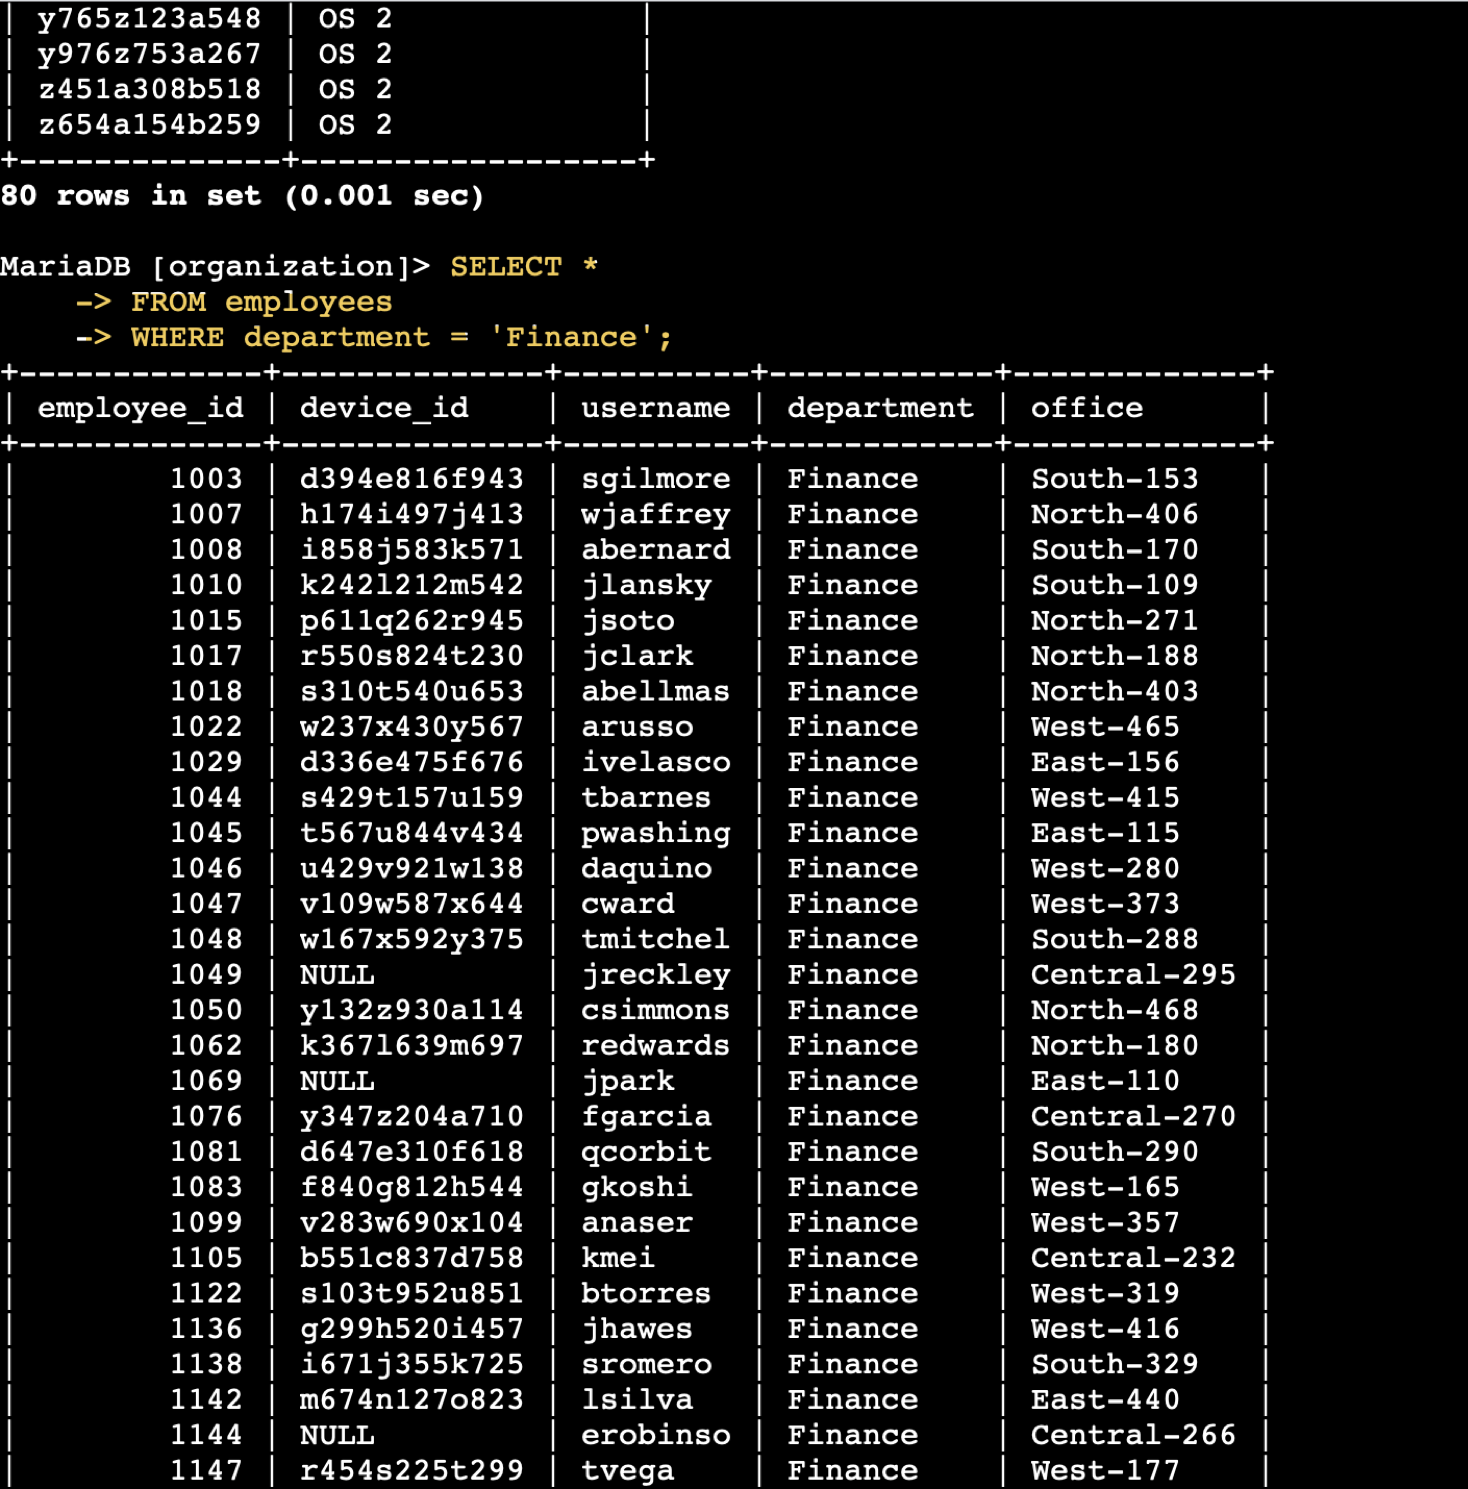 | y765z123a548 | OS 2             |
| y976z753a267 | OS 2             |
| z451a308b518 | OS 2             |
| z654a154b259 | OS 2             |
+--------------+------------------+
80 rows in set (0.001 sec)
MariaDB [organization]> SELECT *
    -> FROM employees
    -> WHERE department = 'Finance';
+-------------+--------------+----------+------------+-------------+
| employee_id | device_id    | username | department | office      |
+-------------+--------------+----------+------------+-------------+
|        1003 | d394e816f943 | sgilmore | Finance    | South-153   |
|        1007 | h174i497j413 | wjaffrey | Finance    | North-406   |
|        1008 | i858j583k571 | abernard | Finance    | South-170   |
|        1010 | k242l212m542 | jlansky  | Finance    | South-109   |
|        1015 | p611q262r945 | jsoto    | Finance    | North-271   |
|        1017 | r550s824t230 | jclark   | Finance    | North-188   |
|        1018 | s310t540u653 | abellmas | Finance    | North-403   |
|        1022 | w237x430y567 | arusso   | Finance    | West-465    |
|        1029 | d336e475f676 | ivelasco | Finance    | East-156    |
|        1044 | s429t157u159 | tbarnes  | Finance    | West-415    |
|        1045 | t567u844v434 | pwashing | Finance    | East-115    |
|        1046 | u429v921w138 | daquino  | Finance    | West-280    |
|        1047 | v109w587x644 | cward    | Finance    | West-373    |
|        1048 | w167x592y375 | tmitchel | Finance    | South-288   |
|        1049 | NULL         | jreckley | Finance    | Central-295 |
|        1050 | y132z930a114 | csimmons | Finance    | North-468   |
|        1062 | k367l639m697 | redwards | Finance    | North-180   |
|        1069 | NULL         | jpark    | Finance    | East-110    |
|        1076 | y347z204a710 | fgarcia  | Finance    | Central-270 |
|        1081 | d647e310f618 | qcorbit  | Finance    | South-290   |
|        1083 | f840g812h544 | gkoshi   | Finance    | West-165    |
|        1099 | v283w690x104 | anaser   | Finance    | West-357    |
|        1105 | b551c837d758 | kmei     | Finance    | Central-232 |
|        1122 | s103t952u851 | btorres  | Finance    | West-319    |
|        1136 | g299h520i457 | jhawes   | Finance    | West-416    |
|        1138 | i671j355k725 | sromero  | Finance    | South-329   |
|        1142 | m674n127o823 | lsilva   | Finance    | East-440    |
|        1144 | NULL         | erobinso | Finance    | Central-266 |
|        1147 | r454s225t299 | tvega    | Finance    | West-177    |